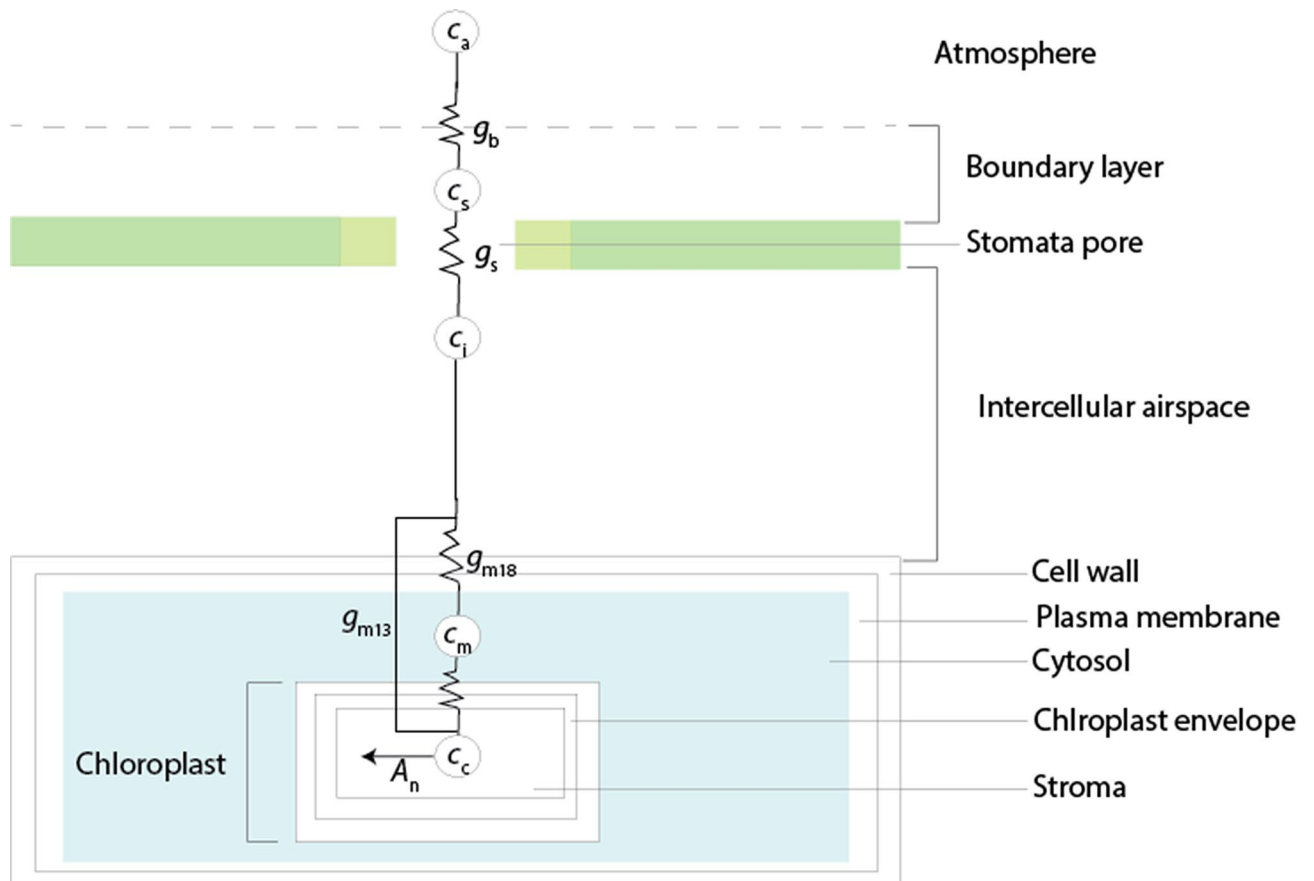 ca
Atmosphere
gb
Boundary layer
cs
gs
Stomata pore
ci
Intercellular airspace
gm18
Cell wall
gm13
Plasma membrane
cm
Cytosol
Chlroplast envelope
Chloroplast
cc
An
Stroma